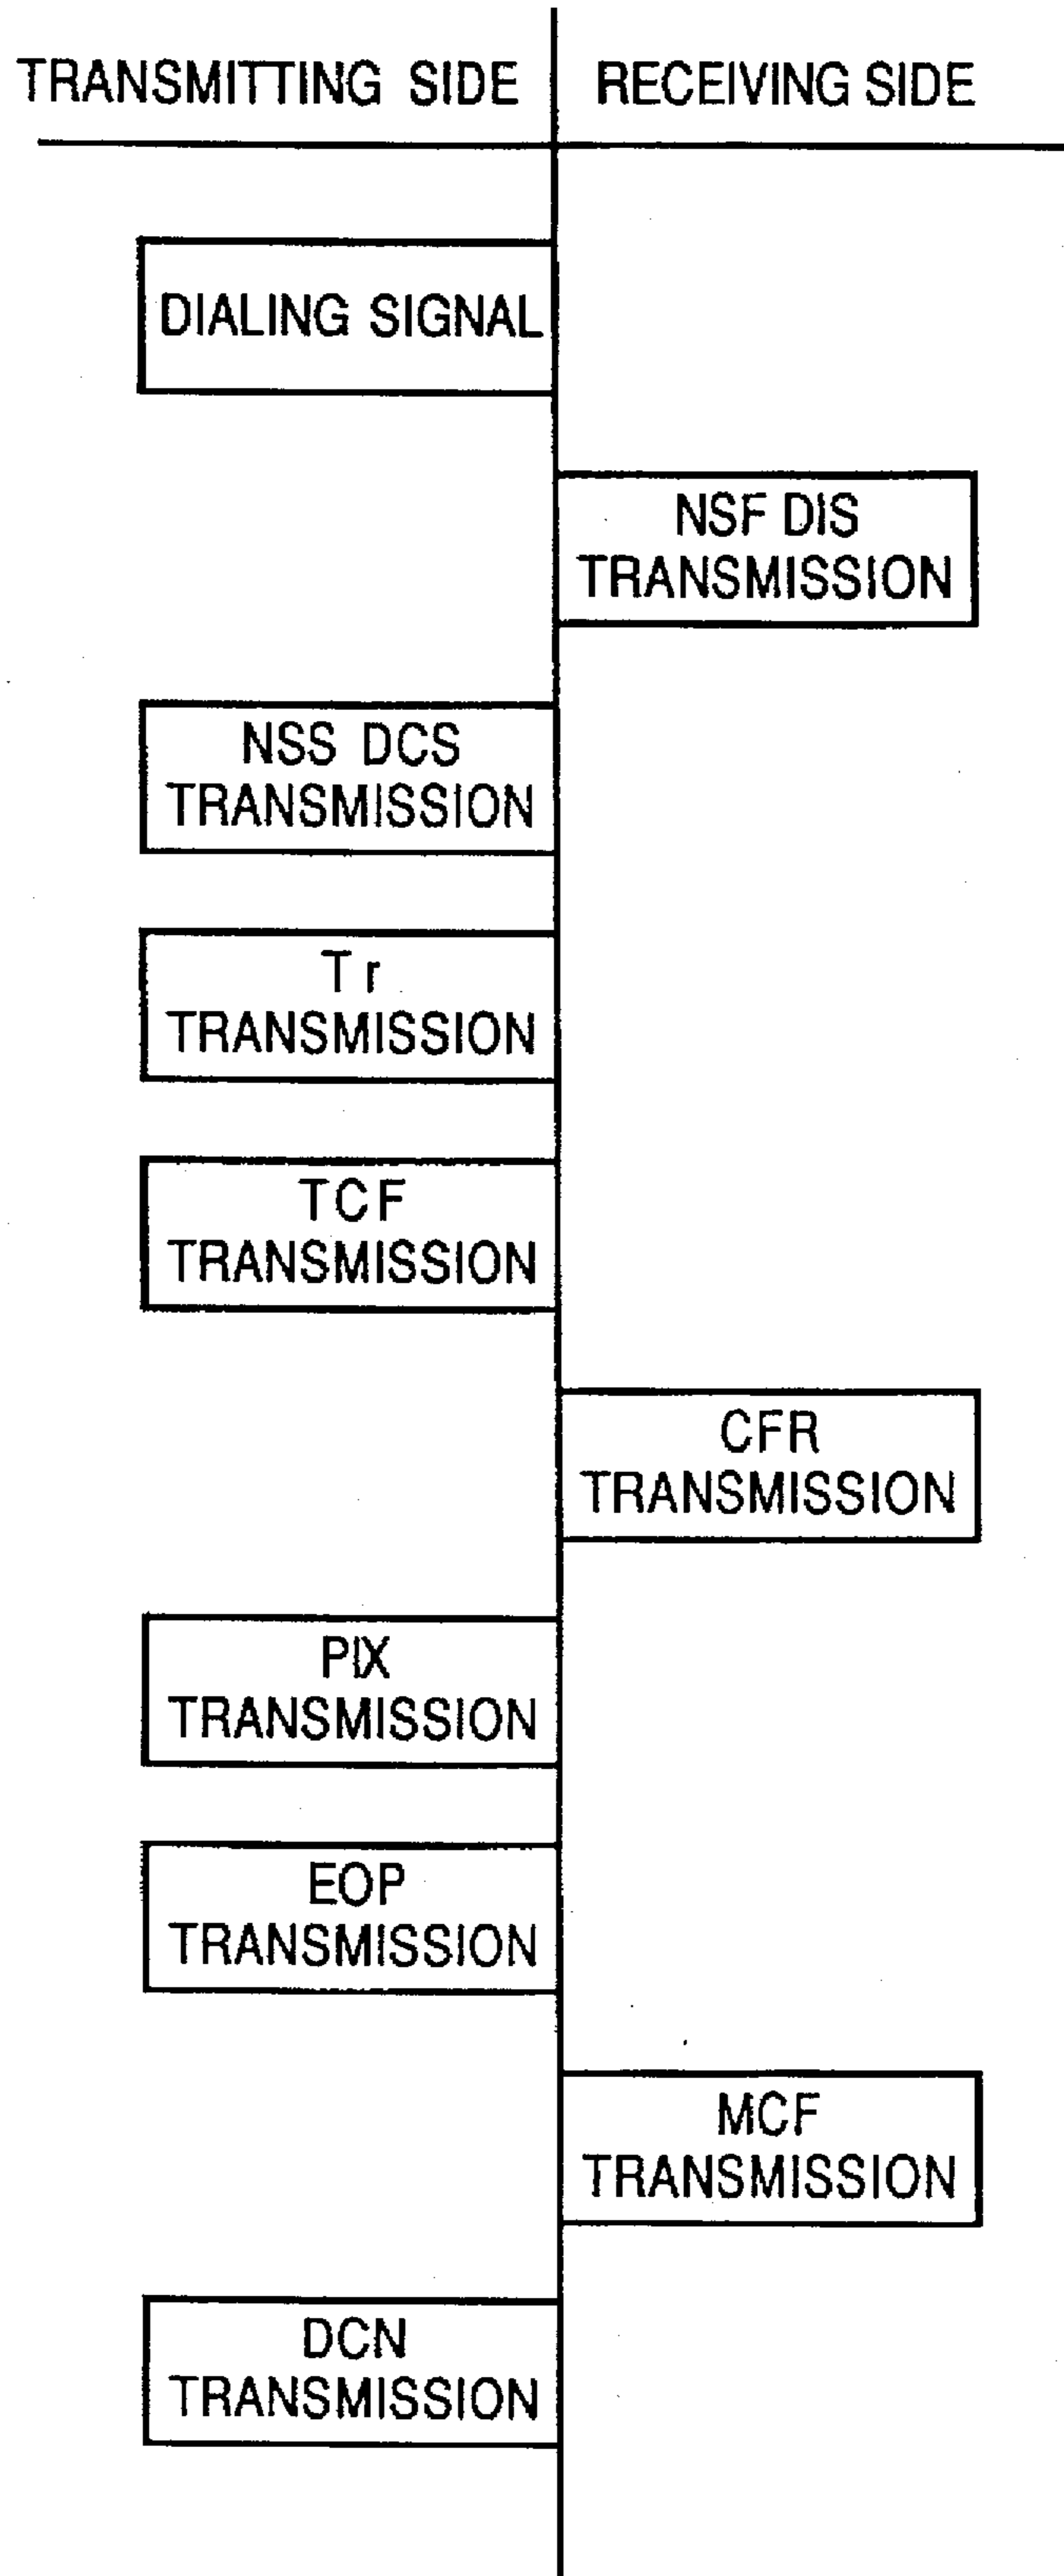 TRANSMITTING SIDE
RECEIVING SIDE
DIALING SIGNAL
NSF DIS
TRANSMISSION
NSS DCS
TRANSMISSION
Tr
TRANSMISSION
TCF
TRANSMISSION
CFR
TRANSMISSION
PIX
TRANSMISSION
EOP
TRANSMISSION
MCF
TRANSMISSION
DCN
TRANSMISSION